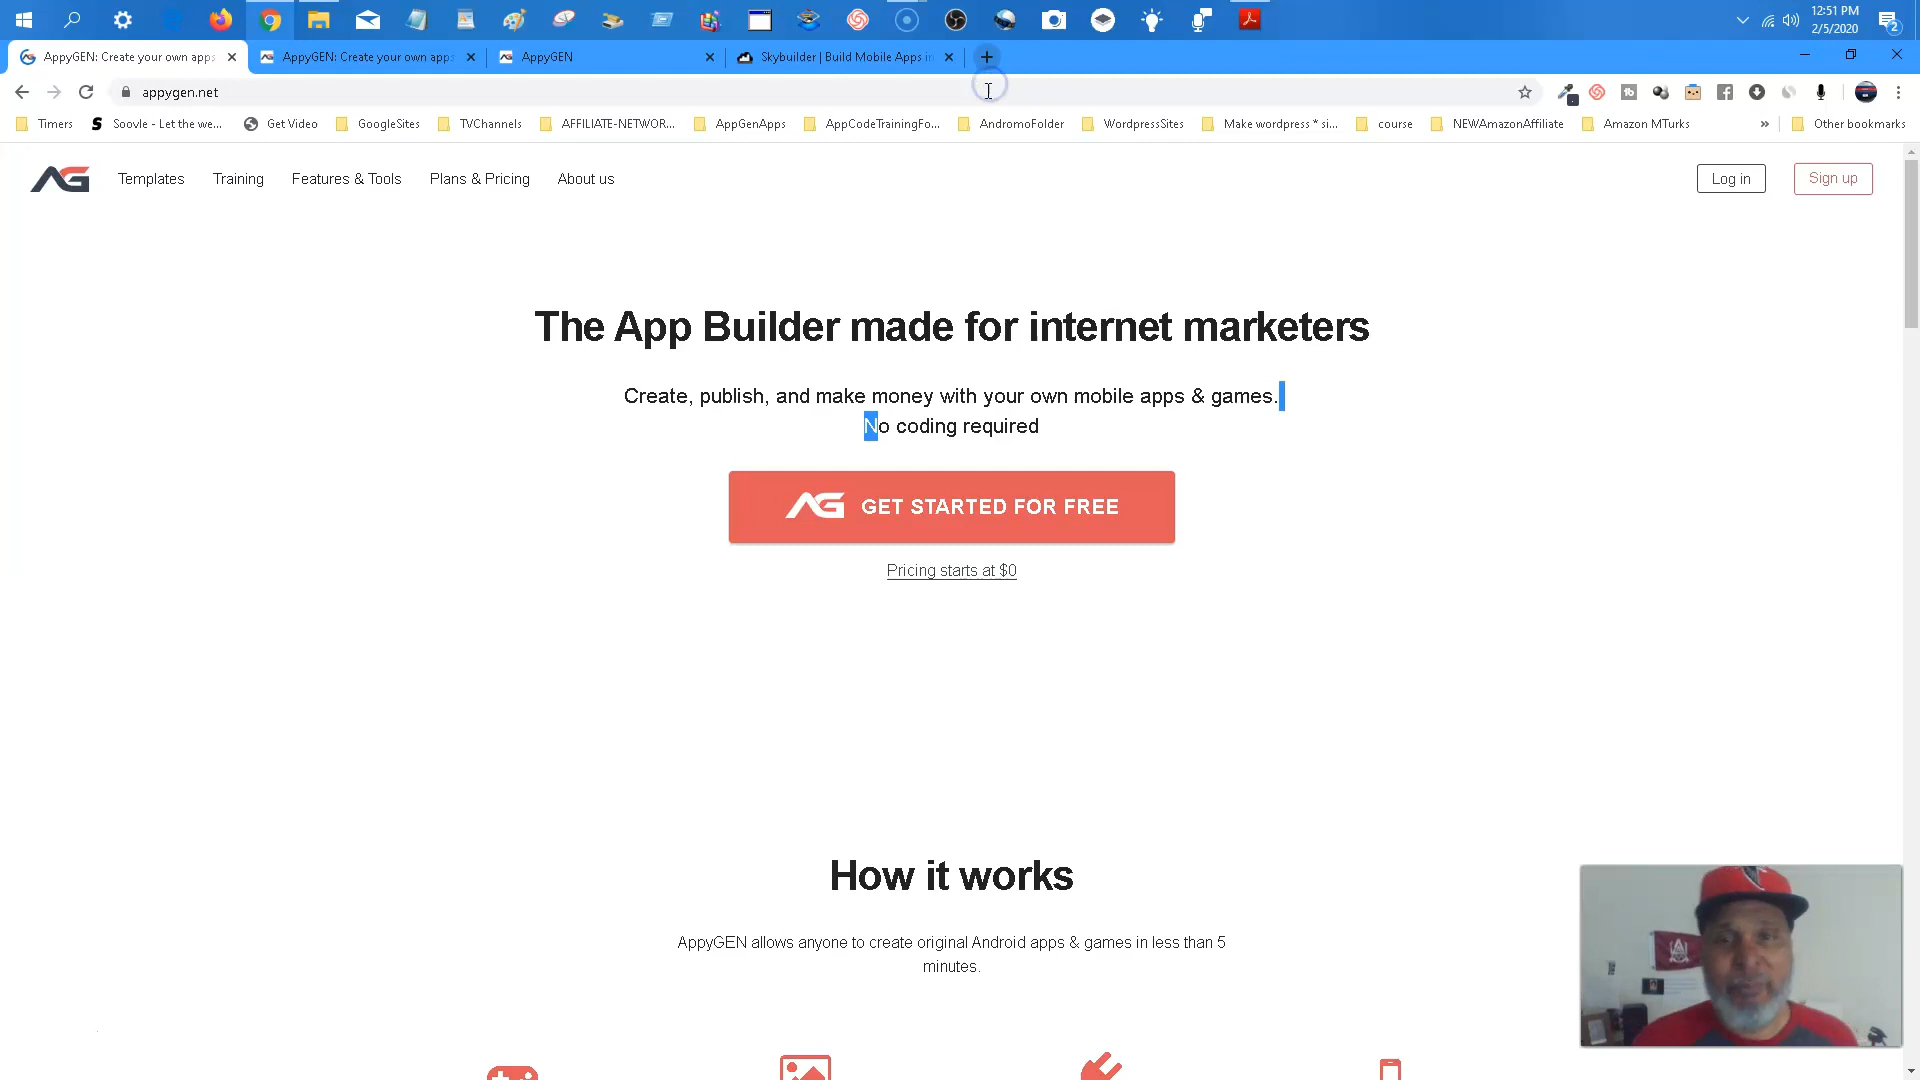 12:51 PM
2/5/2020
2
AppyGEN: Create your own apps
AppyGEN: Create your own apps
AppyGEN
Skybuilder | Build Mobile Apps in
appygen.net
Timers
Soovle - Let the we...
Get Video
GoogleSites
TVChannels
AFFILIATE-NETWOR...
AppGenApps
AppCodeTrainingFo...
AndromoFolder
WordpressSites
Make wordpress * si...
course
NEWAmazonAffiliate
Amazon MTurks
»
Other bookmarks
AG
Templates
Training
Features & Tools
Plans & Pricing
About us
Log in
Sign up
The App Builder made for internet marketers
Create, publish, and make money with your own mobile apps & games.
No coding required
AG GET STARTED FOR FREE
Pricing starts at $0
How it works
AppyGEN allows anyone to create original Android apps & games in less than 5
minutes.